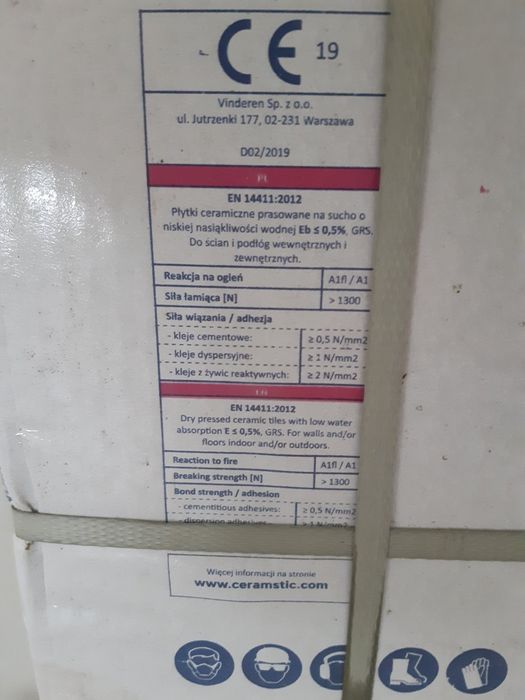 CE 19
Vinderen Sp. z o.o.
ul. Jutrzenki 177, 02-231 Warszawa
D02/2019
PL
EN 14411:2012
Płytki ceramiczne prasowane na sucho o
niskiej nasiąkliwości wodnej Eb ≤ 0,5%, GRS.
Do ścian i podłóg wewnętrznych i
zewnętrznych.
Reakcja na ogień A1fl / A1
Siła łamiąca [N] > 1300
Siła wiązania / adhezja
- kleje cementowe: ≥ 0,5 N/mm2
- kleje dyspersyjne: ≥ 1 N/mm2
- kleje z żywic reaktywnych: ≥ 2 N/mm2
EN
EN 14411:2012
Dry pressed ceramic tiles with low water
absorption E ≤ 0,5%, GRS. For walls and/or
floors indoor and/or outdoors.
Reaction to fire A1fl / A1
Breaking strength [N] > 1300
Bond strength / adhesion
- cementitious adhesives: ≥ 0,5 N/mm2
- dispersion adhesives ≥ 1 N/mm2
Więcej informacji na stronie
www.ceramstic.com